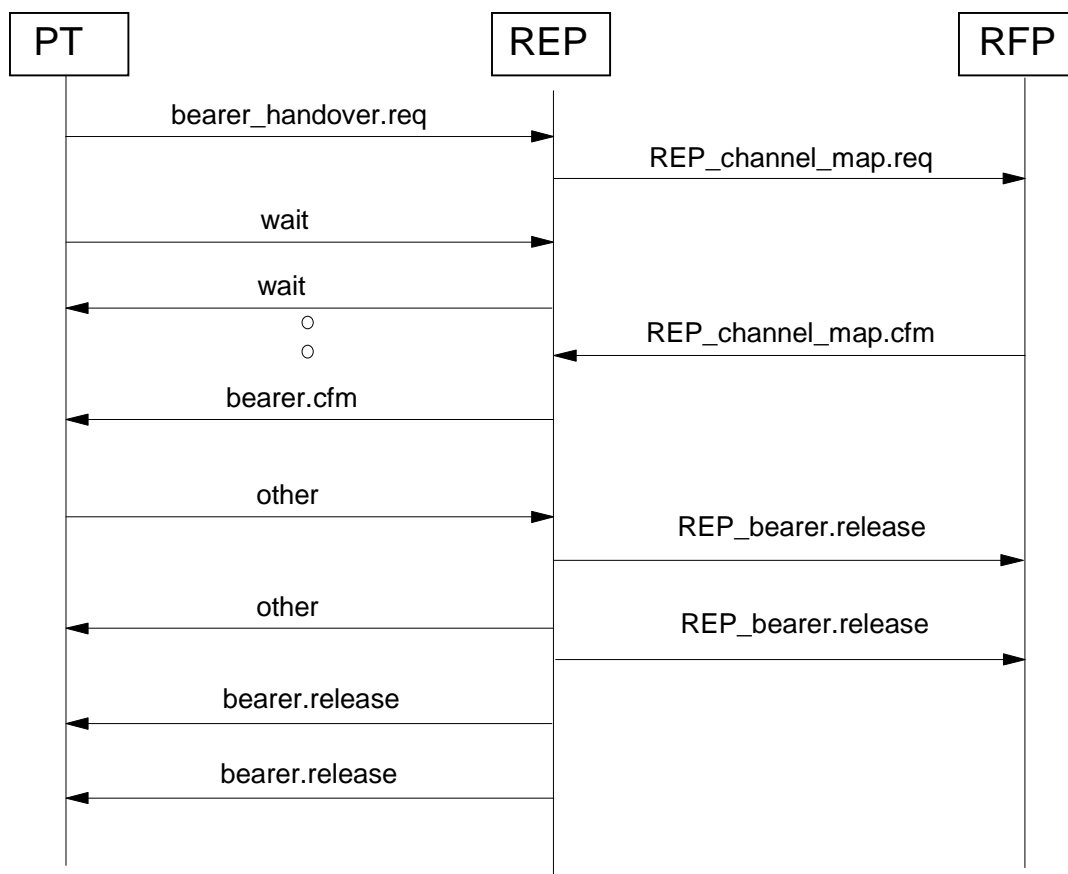 PT
REP
RFP
bearer_handover.req
REP_channel_map.req
wait
wait
REP_channel_map.cfm
bearer.cfm
other
REP_bearer.release
other
REP_bearer.release
bearer.release
bearer.release